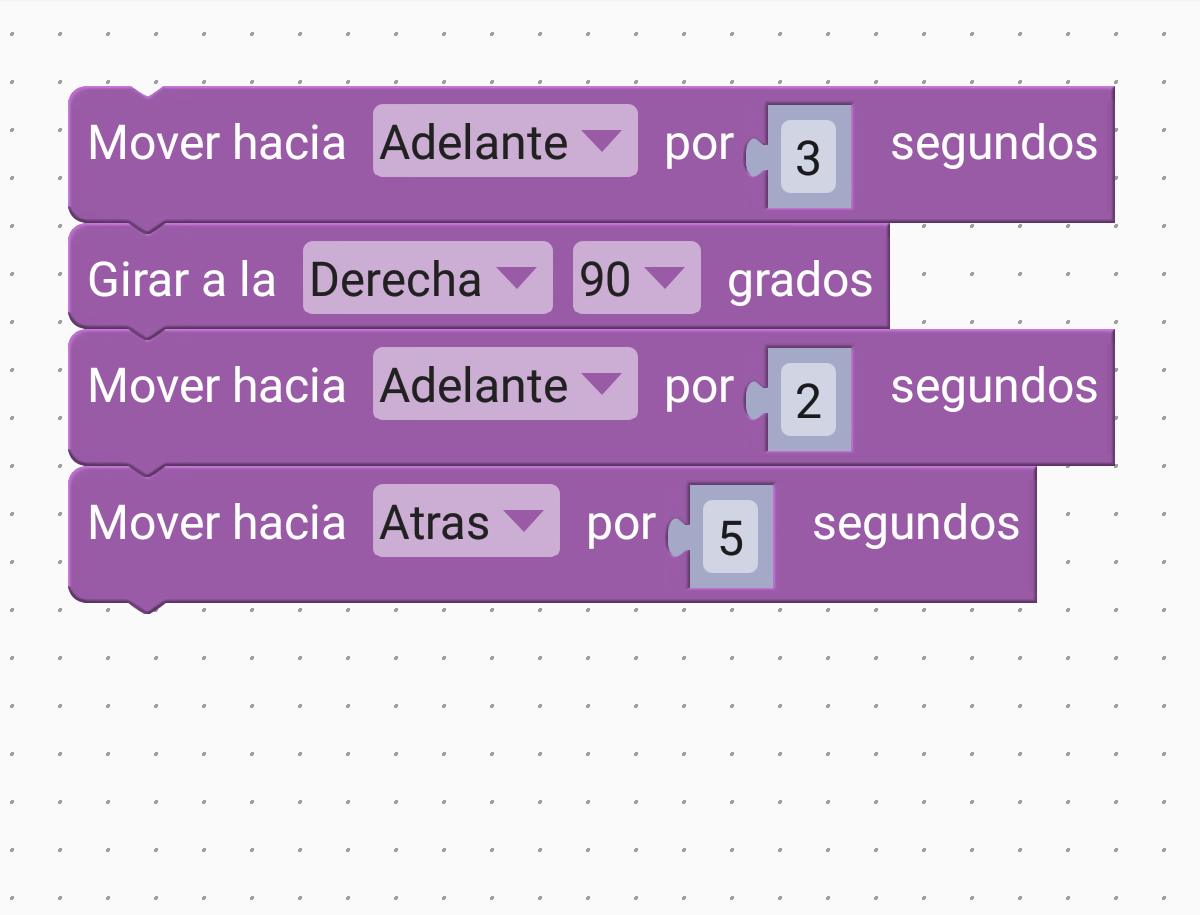 Mover hacia Adelante por 3 segundos
Girar a la Derecha 90 grados
Mover hacia Adelante por 2 segundos
Mover hacia Atras por 5 segundos